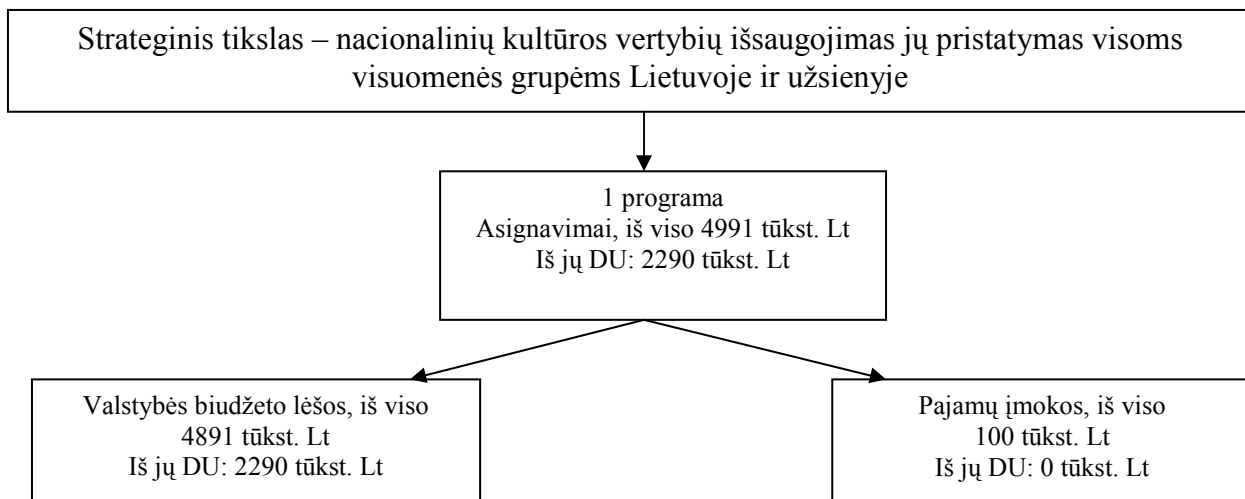 Strateginis tikslas – nacionalinių kultūros vertybių išsaugojimas jų pristatymas visoms
visuomenės grupėms Lietuvoje ir užsienyje
1 programa
Asignavimai, iš viso 4991 tūkst. Lt
Iš jų DU: 2290 tūkst. Lt
Valstybės biudžeto lėšos, iš viso
4891 tūkst. Lt
Iš jų DU: 2290 tūkst. Lt
Pajamų įmokos, iš viso
100 tūkst. Lt
Iš jų DU: 0 tūkst. Lt